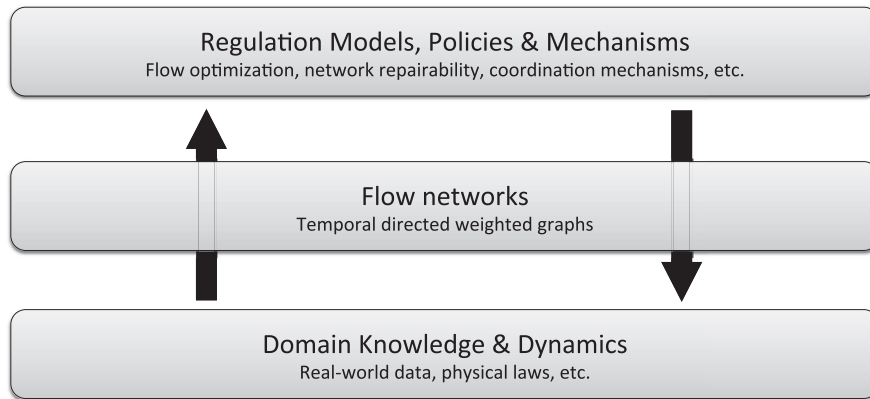 Regulation Models, Policies & Mechanisms
Flow optimization, network repairability, coordination mechanisms, etc.
Flow networks
Temporal directed weighted graphs
Domain Knowledge & Dynamics
Real-world data, physical laws, etc.